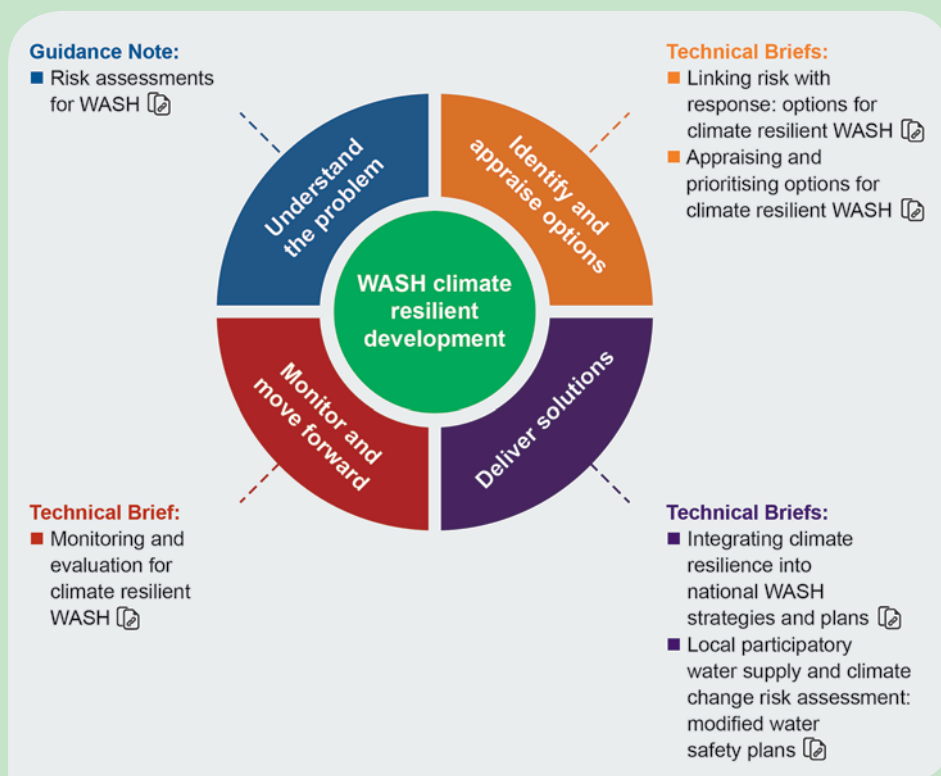 Guidance Note:
Risk assessments
for WASH
Technical Briefs:
Linking risk with
response: options for
climate resilient WASH
Appraising and
prioritising options for
climate resilient WASH
Understand
the problem
Identify and
appraise options
WASH climate
resilient
development
Monitor and
move forward
Deliver solutions
Technical Brief:
Monitoring and
evaluation for
climate resilient
WASH
Technical Briefs:
Integrating climate
resilience into
national WASH
strategies and plans
Local participatory
water supply and climate
change risk assessment:
modified water
safety plans